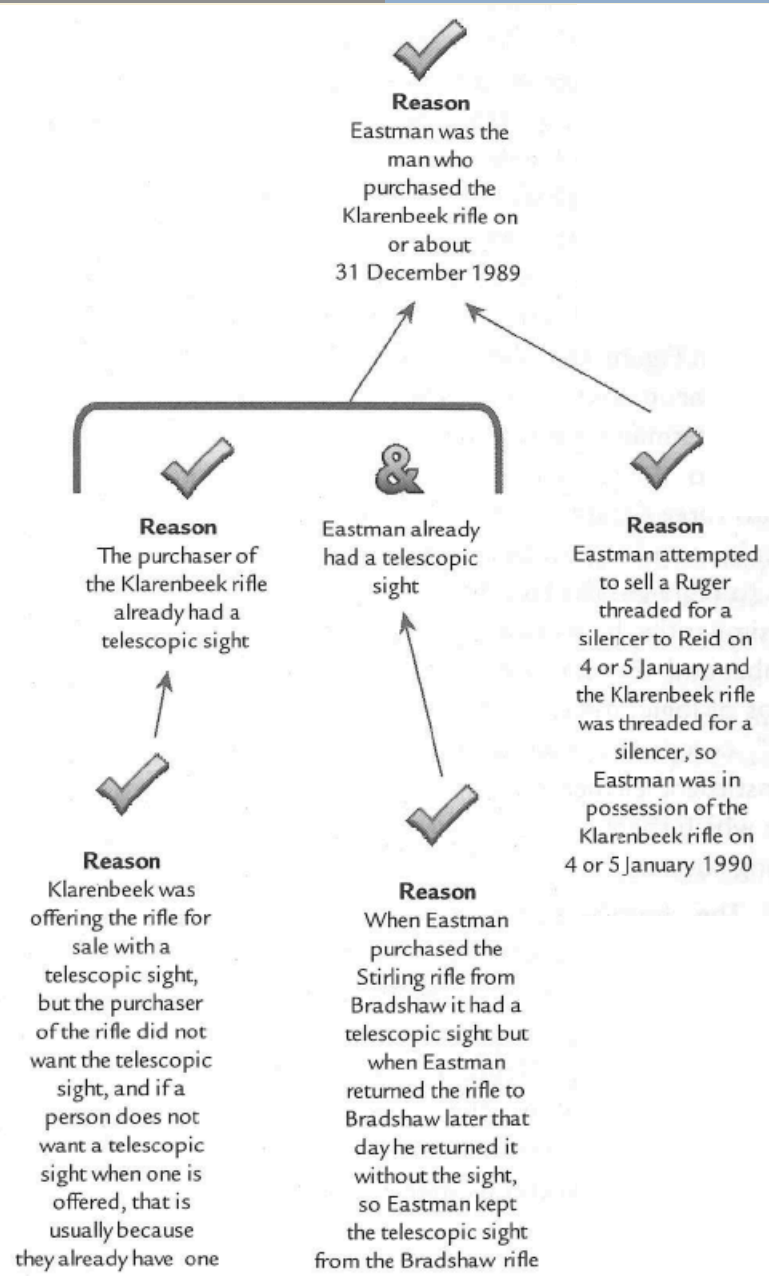 Reason
Eastman was the
man who
purchased the
Klarenbeek rifle on
or about
31 December 1989
&
Reason
The purchaser of
the Klarenbeek rifle
already had a
telescopic sight
Eastman already
had a telescopic
sight
Reason
Eastman attempted
to sell a Ruger
threaded for a
silencer to Reid on
4 or 5 January and
the Klarenbeek rifle
was threaded for a
silencer, so
Eastman was in
possession of the
Klarenbeek rifle on
4 or 5 January 1990
Reason
Klarenbeek was
offering the rifle for
sale with a
telescopic sight,
but the purchaser
of the rifle did not
want the telescopic
sight, and if a
person does not
want a telescopic
sight when one is
offered, that is
usually because
they already have one
Reason
When Eastman
purchased the
Stirling rifle from
Bradshaw it had a
telescopic sight but
when Eastman
returned the rifle to
Bradshaw later that
day he returned it
without the sight,
so Eastman kept
the telescopic sight
from the Bradshaw rifle